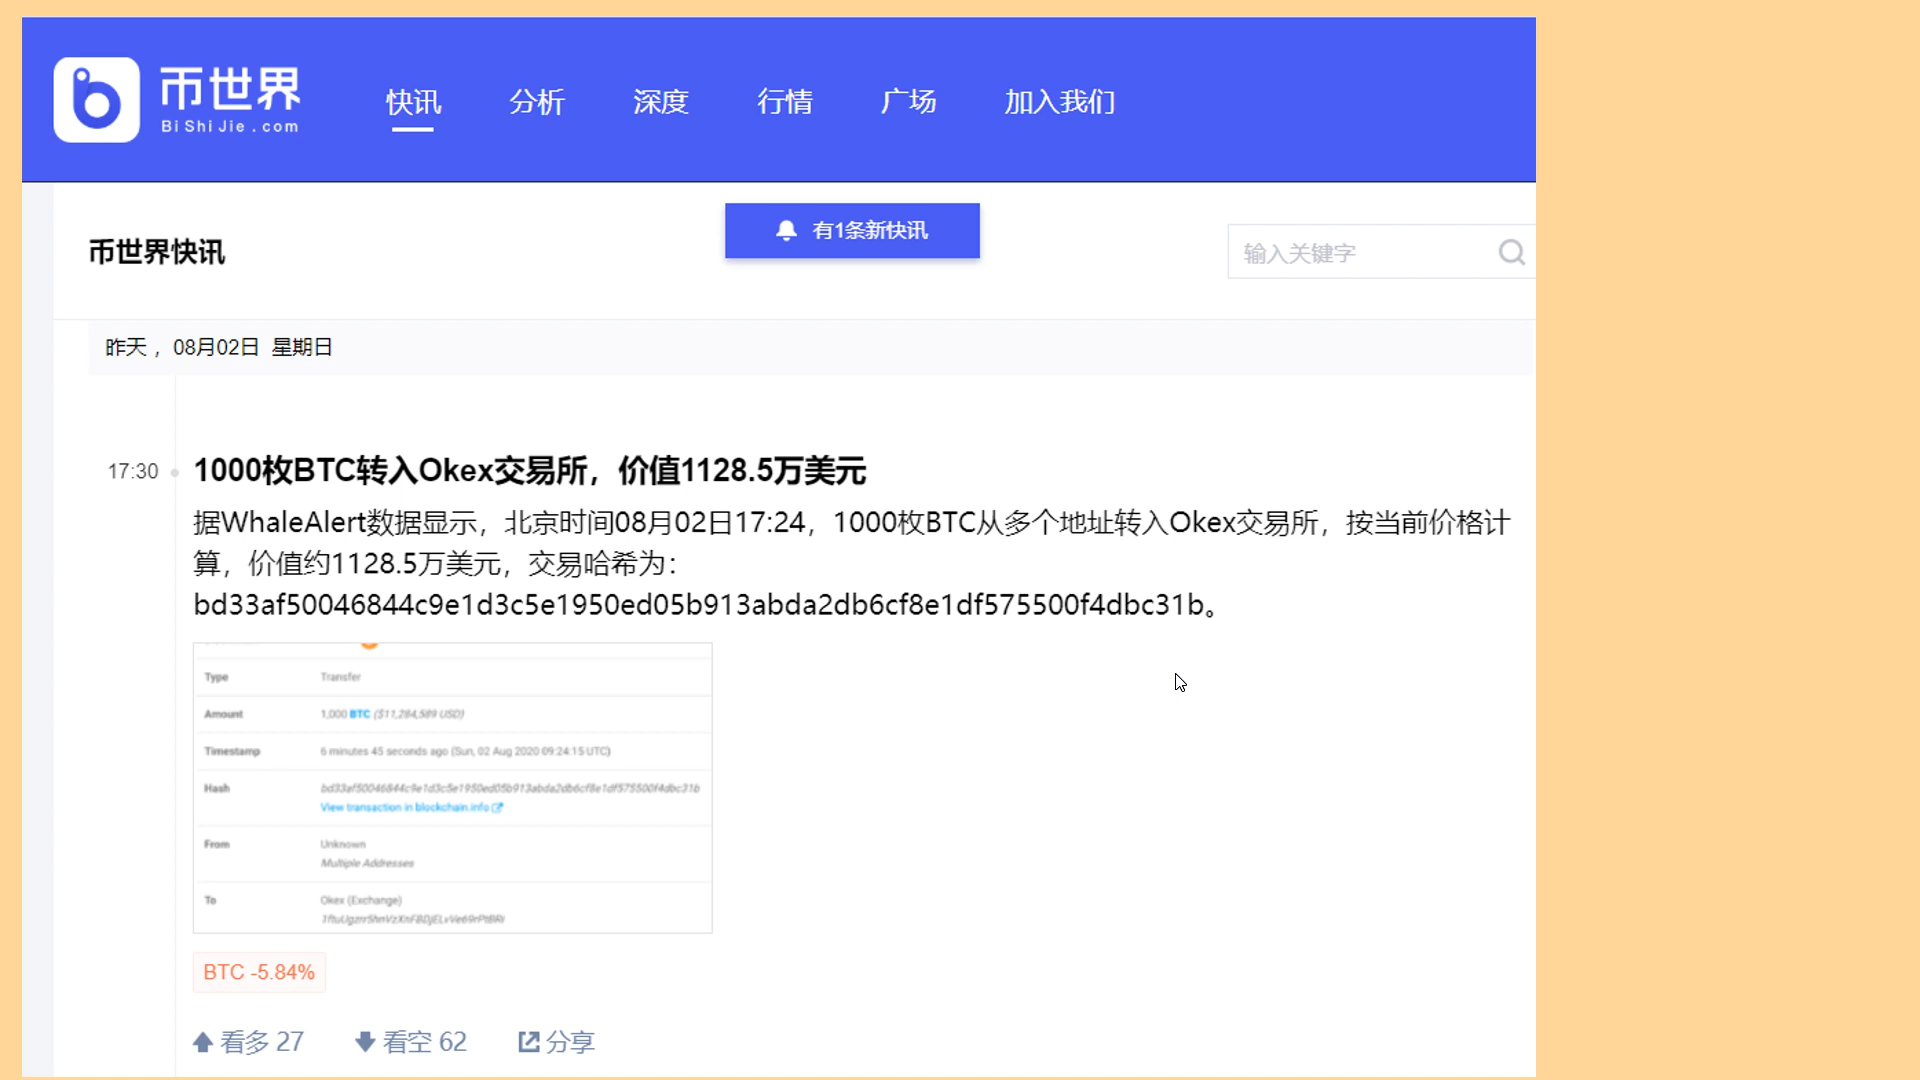 币世界
BiShiJie.com
快讯
分析
深度
行情
广场
加入我们
币世界快讯
有1条新快讯
输入关键字
昨天， 08月02日 星期日
17:30
1000枚BTC转入Okex交易所，价值1128.5万美元
据WhaleAlert数据显示，北京时间08月02日17:24，1000枚BTC从多个地址转入Okex交易所，按当前价格计
算，价值约1128.5万美元，交易哈希为：
bd33af50046844c9e1d3c5e1950ed05b913abda2db6cf8e1df575500f4dbc31b。
Type Transfer
Amount 1,000 BTC ($11,284,589 USD)
Timestamp 6 minutes 45 seconds ago (Sun, 02 Aug 2020 09:24:15 UTC)
Hash bd33af50046844c9e1d3c5e1950ed05b913abda2db6cf8e1df575500f4dbc31b
View transaction in blockchain.info
From Unknown
Multiple Addresses
To Okex (Exchange)
BTC -5.84%
看多 27
看空 62
分享